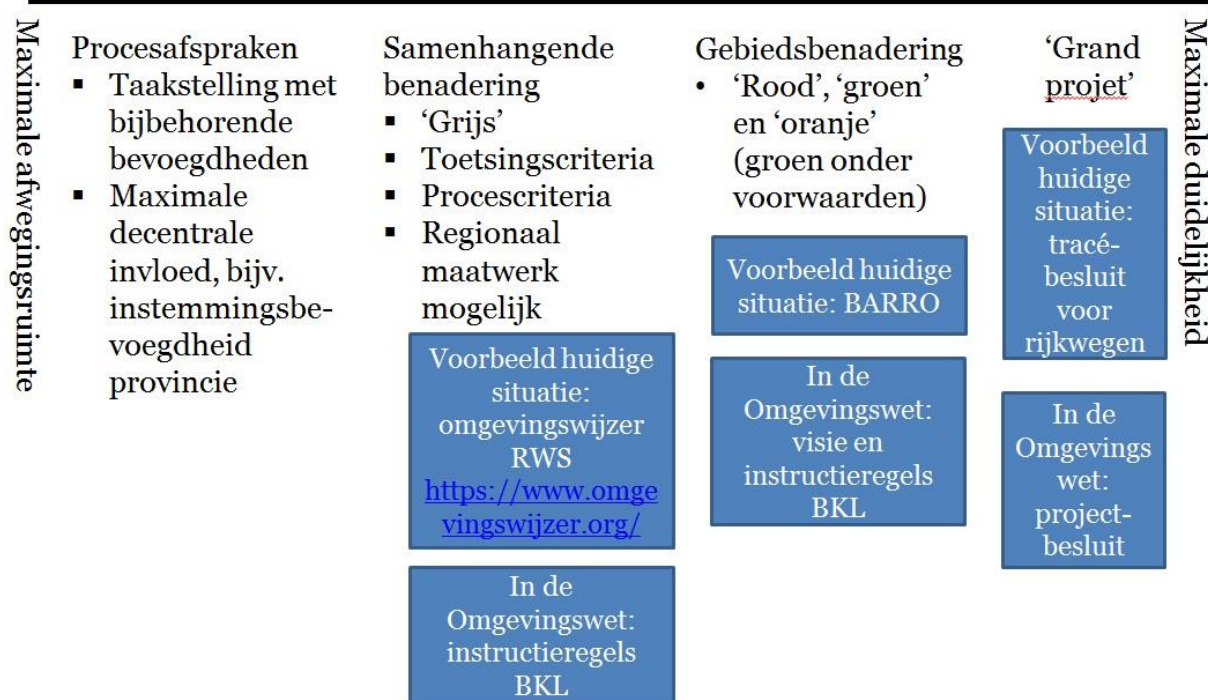 Maximale afwegingsruimte
Procesafspraken
▪ Taakstelling met
bijbehorende
bevoegdheden
▪ Maximale
decentrale
invloed, bijv.
instemmingsbe-
voegdheid
provincie
Samenhangende
benadering
▪ ‘Grijs’
▪ Toetsingscriteria
▪ Procescriteria
▪ Regionaal
maatwerk
mogelijk
Voorbeeld huidige
situatie:
omgevingswijzer
RWS
https://www.omge
vingswijzer.org/
In de
Omgevingswet:
instructieregels
BKL
Gebiedsbenadering
• ‘Rood’, ‘groen’
en ‘oranje’
(groen onder
voorwaarden)
Voorbeeld huidige
situatie: BARRO
In de
Omgevingswet:
visie en
instructieregels
BKL
‘Grand
projet’
Voorbeeld
huidige
situatie:
tracé-
besluit
voor
rijkwegen
In de
Omgevings
wet:
project-
besluit
Maximale duidelijkheid